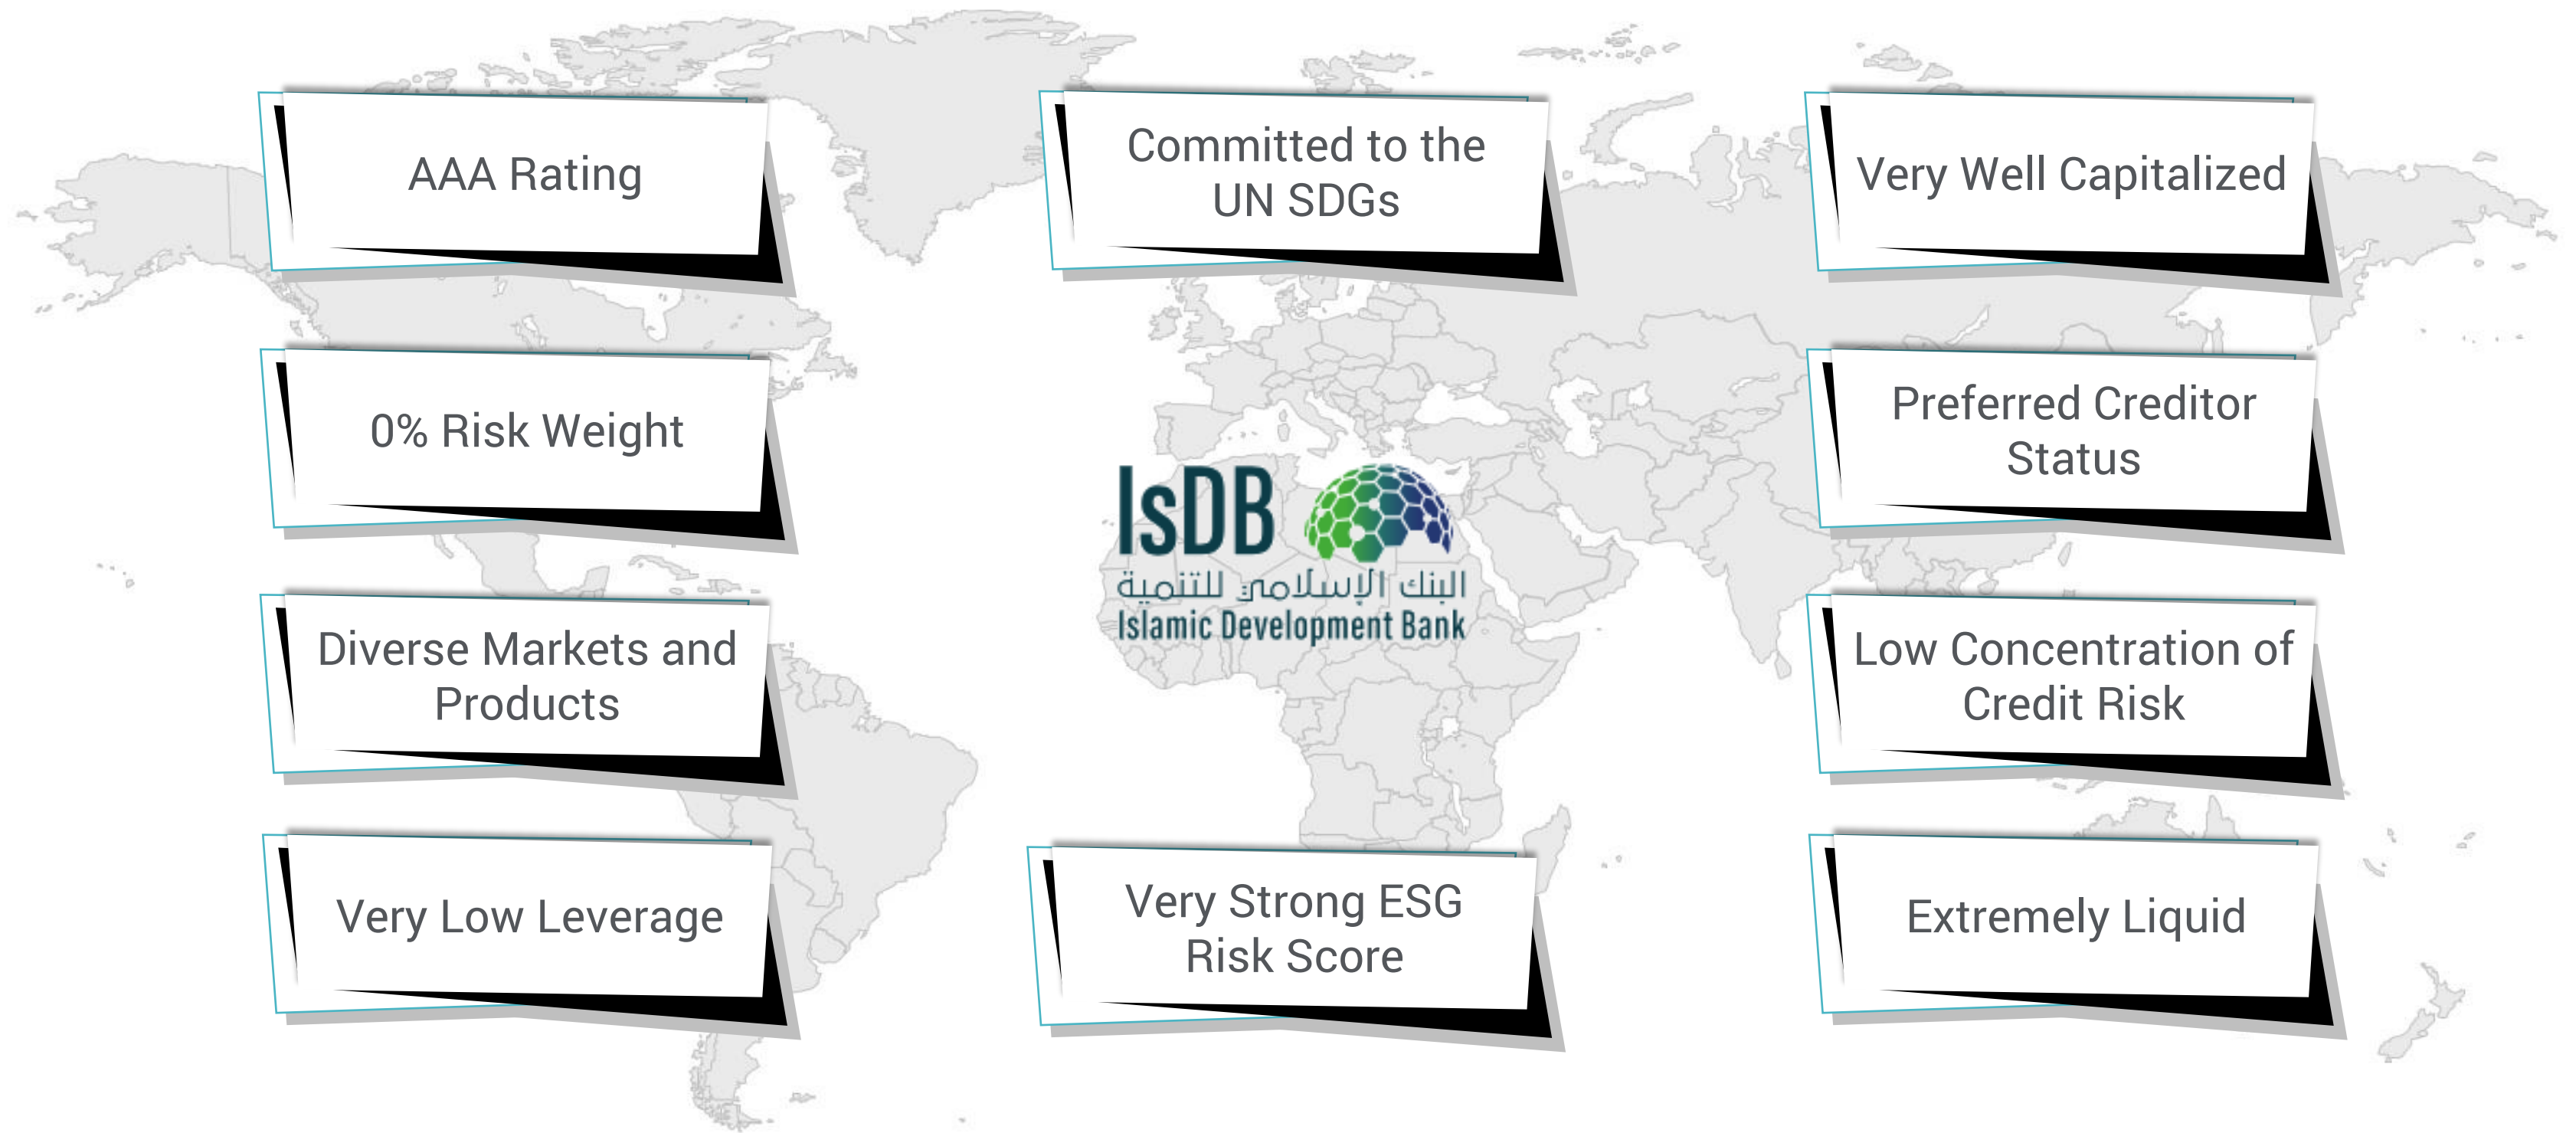 AAA Rating
Committed to the
UN SDGs
Very Well Capitalized
0% Risk Weight
Preferred Creditor
Status
IsDB
البنك الإسلامي للتنمية
Islamic Development Bank
Diverse Markets and
Products
Low Concentration of
Credit Risk
Very Low Leverage
Very Strong ESG
Risk Score
Extremely Liquid